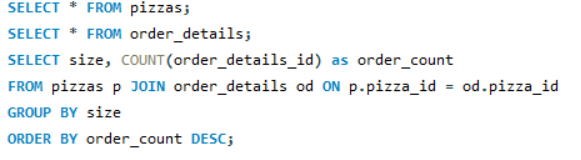 SELECT * FROM pizzas;
SELECT * FROM order_details;
SELECT size, COUNT(order_details_id) as order_count
FROM pizzas p JOIN order_details od ON p.pizza_id = od.pizza_id
GROUP BY size
ORDER BY order_count DESC;